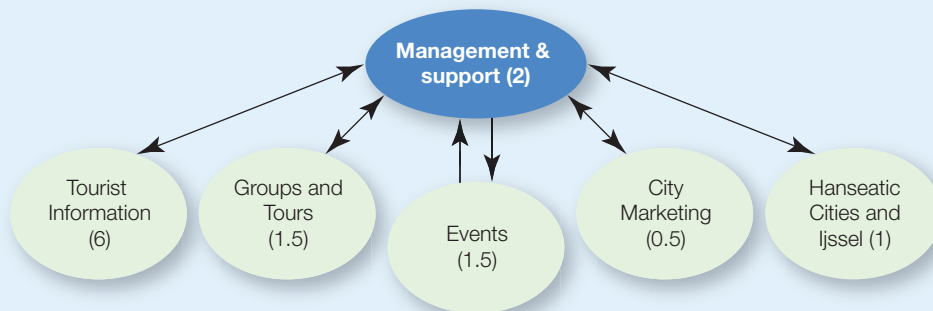 Management &
support (2)
Tourist
Information
(6)
Groups and
Tours
(1.5)
Events
(1.5)
City
Marketing
(0.5)
Hanseatic
Cities and
Ijssel (1)